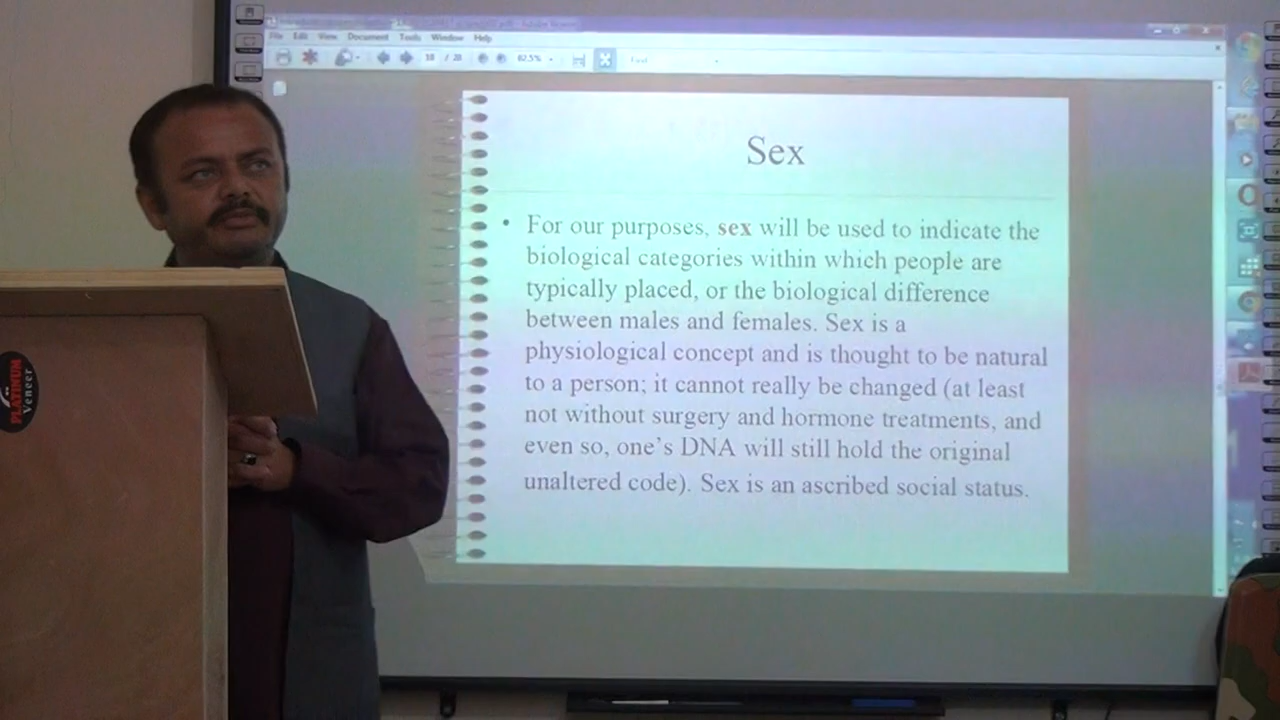 File Edit View Document Tools Window Help
/ 28 82.5%
Sex
• For our purposes, sex will be used to indicate the
biological categories within which people are
typically placed, or the biological difference
between males and females. Sex is a
physiological concept and is thought to be natural
to a person; it cannot really be changed (at least
not without surgery and hormone treatments, and
even so, one's DNA will still hold the original
unaltered code). Sex is an ascribed social status.
PLATINUM
Veneer